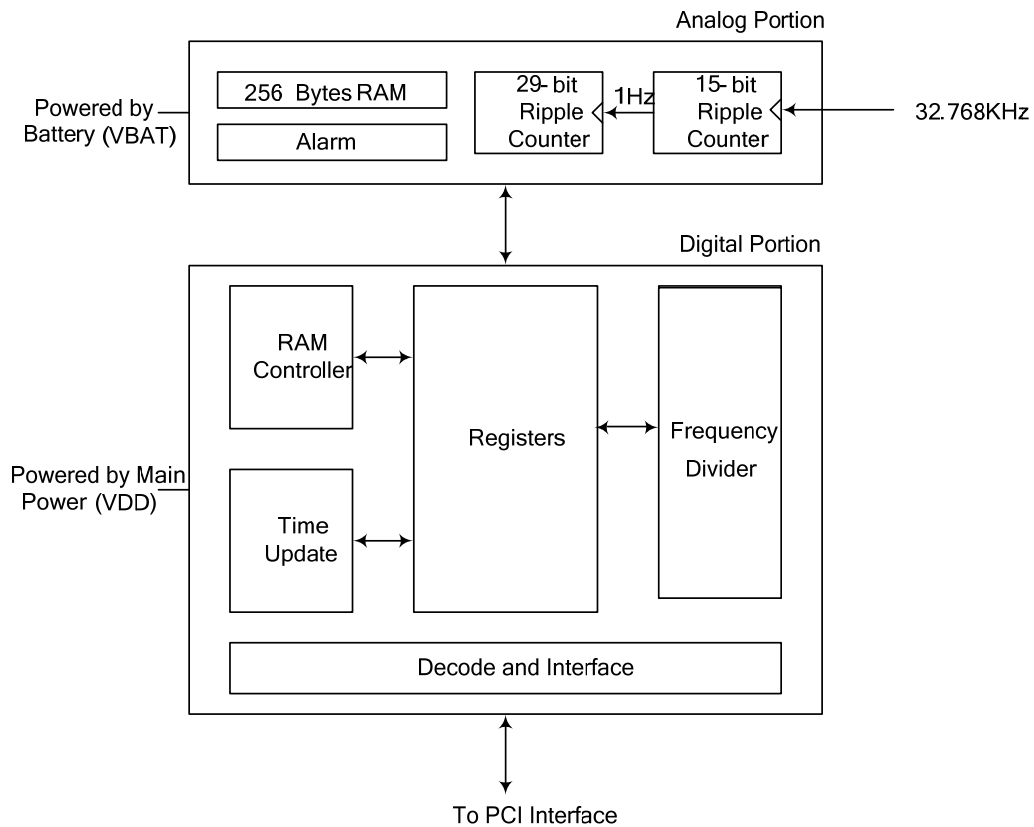 Analog Portion
256 Bytes RAM
Alarm
29-bit
Ripple
Counter
1Hz
15-bit
Ripple
Counter
32.768KHz
Powered by
Battery (VBAT)
Digital Portion
RAM
Controller
Registers
Frequency
Divider
Powered by Main
Power (VDD)
Time
Update
Decode and Interface
To PCI Interface